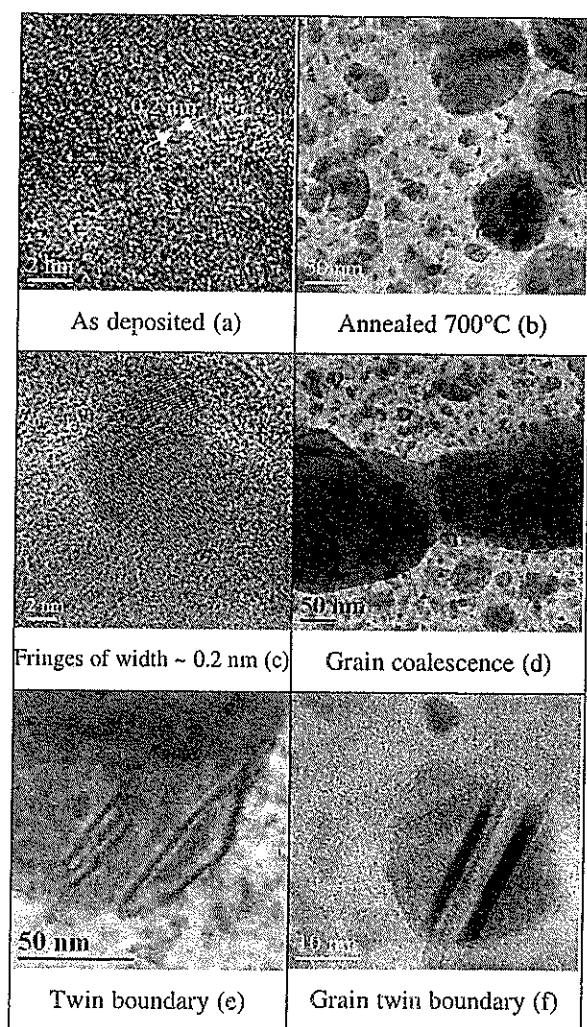 0.2 nm
2 nm
50 nm
As deposited (a)
Annealed 700°C (b)
2 nm
50 nm
Fringes of width ~ 0.2 nm (c)
Grain coalescence (d)
50 nm
10 nm
Twin boundary (e)
Grain twin boundary (f)